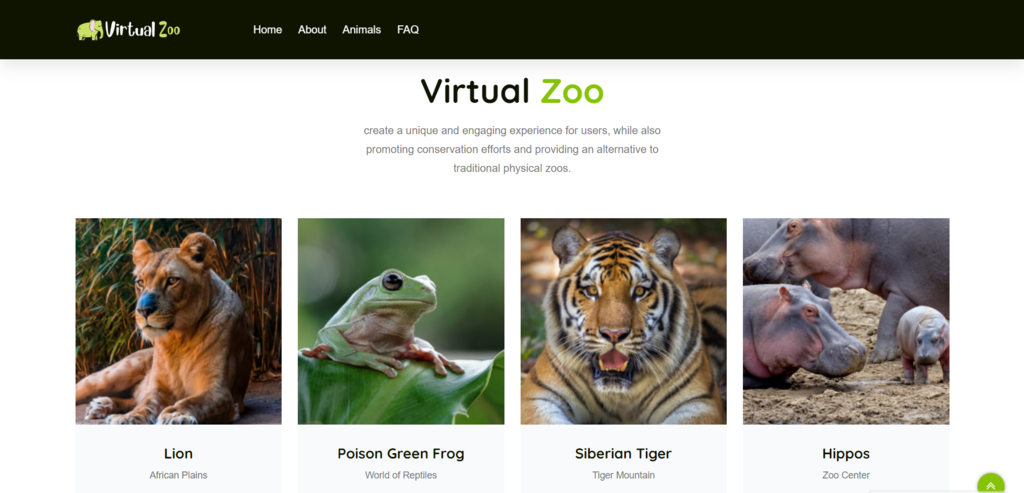 Virtual Zoo
Home About Animals FAQ
Virtual Zoo
create a unique and engaging experience for users, while also
promoting conservation efforts and providing an alternative to
traditional physical zoos.
Lion
African Plains
Poison Green Frog
World of Reptiles
Siberian Tiger
Tiger Mountain
Hippos
Zoo Center